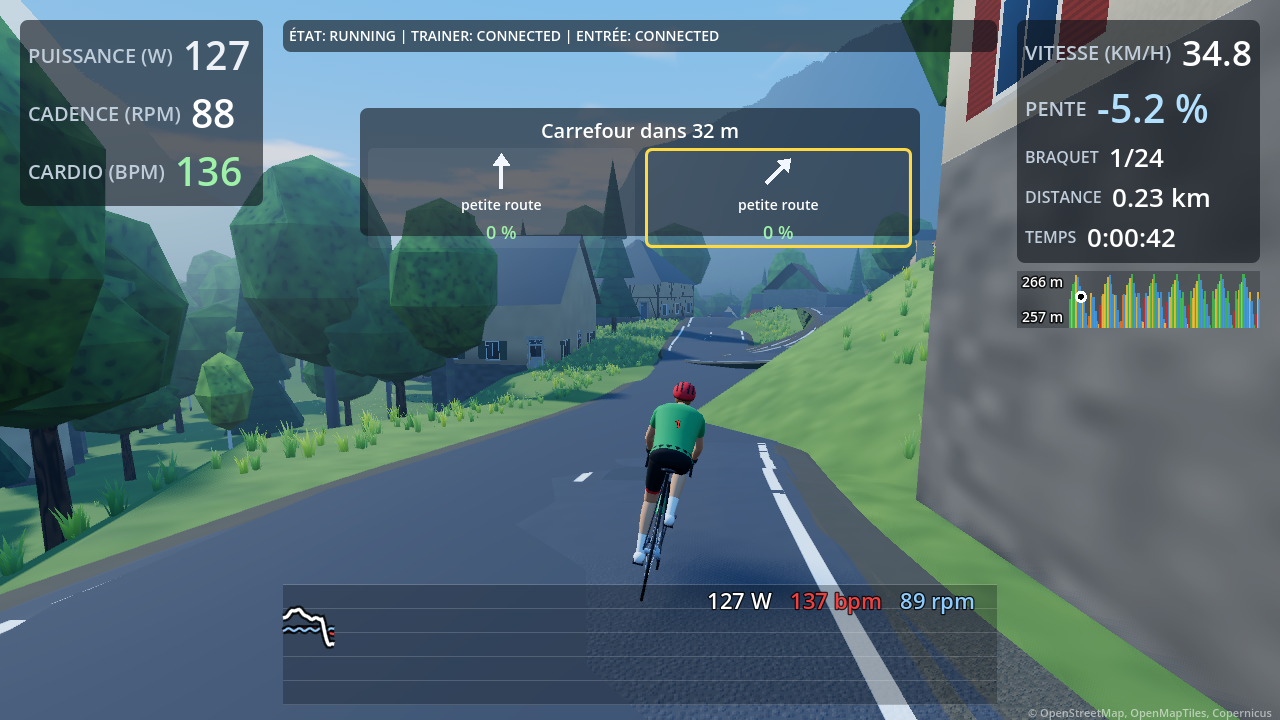 PUISSANCE (W) 127
CADENCE (RPM) 88
CARDIO (BPM) 136
ÉTAT: RUNNING | TRAINER: CONNECTED | ENTRÉE: CONNECTED
Carrefour dans 32 m
petite route
0 %
petite route
0 %
VITESSE (KM/H) 34.8
PENTE -5.2 %
BRAQUET 1/24
DISTANCE 0.23 km
TEMPS 0:00:42
266 m
257 m
127 W 137 bpm 89 rpm
© OpenStreetMap, OpenMapTiles, Copernicus